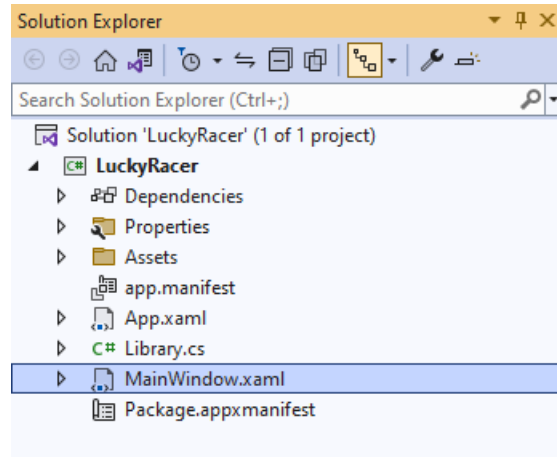 Solution Explorer
Search Solution Explorer (Ctrl+;)
Solution 'LuckyRacer' (1 of 1 project)
C# LuckyRacer
Dependencies
Properties
Assets
app.manifest
App.xaml
C# Library.cs
MainWindow.xaml
Package.appxmanifest